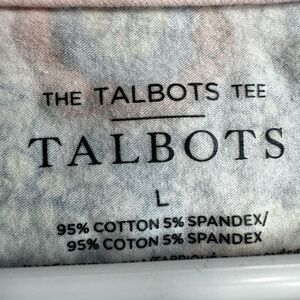 THE TALBOTS TEE
TALBOTS
L
95% COTTON 5% SPANDEX/
95% COTON 5% SPANDEX